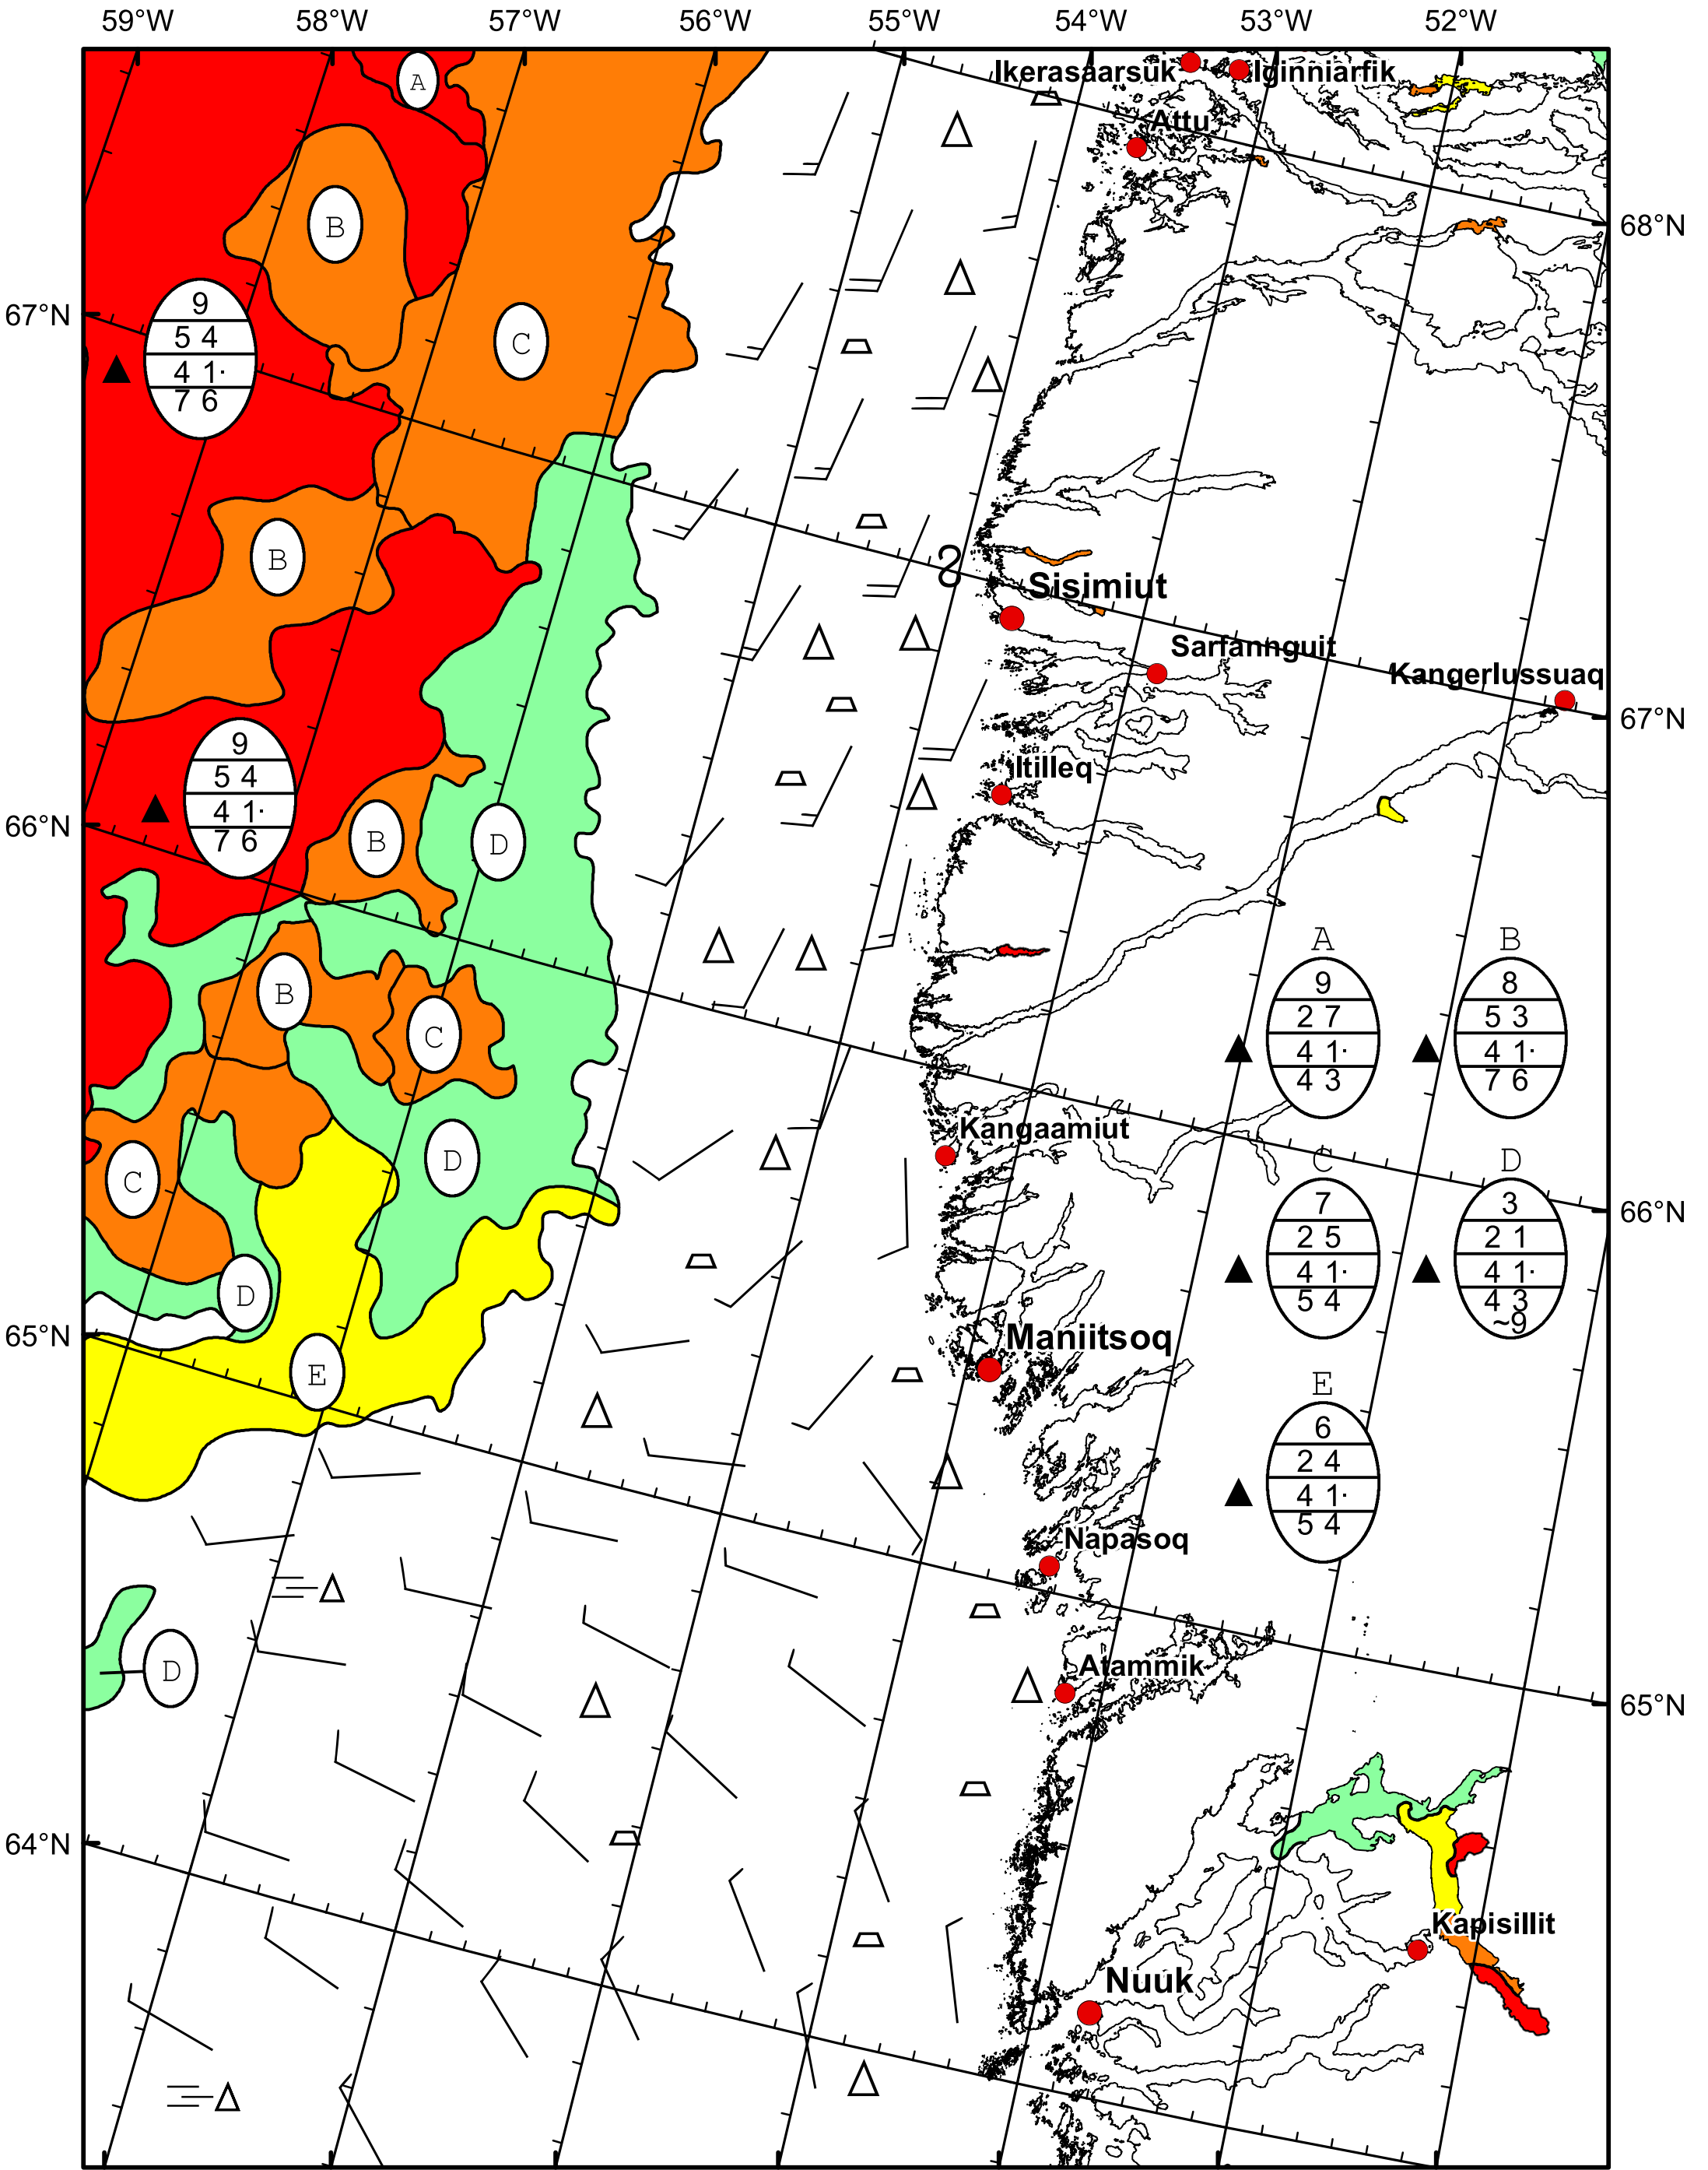 59°W 58°W 57°W 56°W 55°W 54°W 53°W 52°W
Ikerasaarsuk
Iginniarfik
A
Attu
B
68°N
67°N
9
5 4
4 1·
7 6
C
B
Sisimiut
Sarfannguit
Kangerlussuaq
67°N
9
5 4
4 1·
7 6
Itilleq
66°N
B
D
B
C
A
9
2 7
4 1·
4 3
B
8
5 3
4 1·
7 6
Kangaamiut
D
C
C
7
2 5
4 1·
5 4
D
3
2 1
4 1·
4 3
~9
66°N
D
65°N
Maniitsoq
E
E
6
2 4
4 1·
5 4
Napasoq
D
Atammik
65°N
64°N
Kapisillit
Nuuk